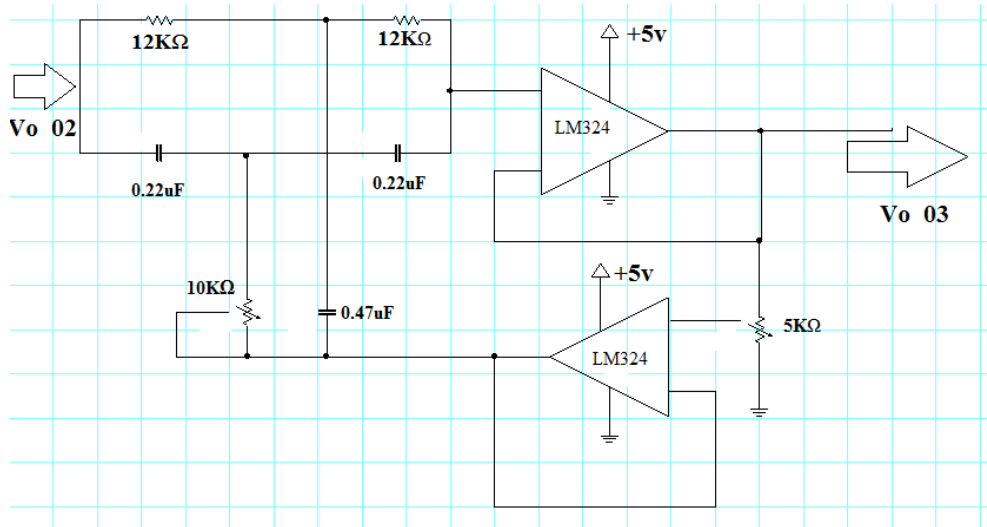 12KΩ
12KΩ
+5v
Vo 02
LM324
0.22uF
0.22uF
Vo 03
+5v
10KΩ
0.47uF
5KΩ
LM324